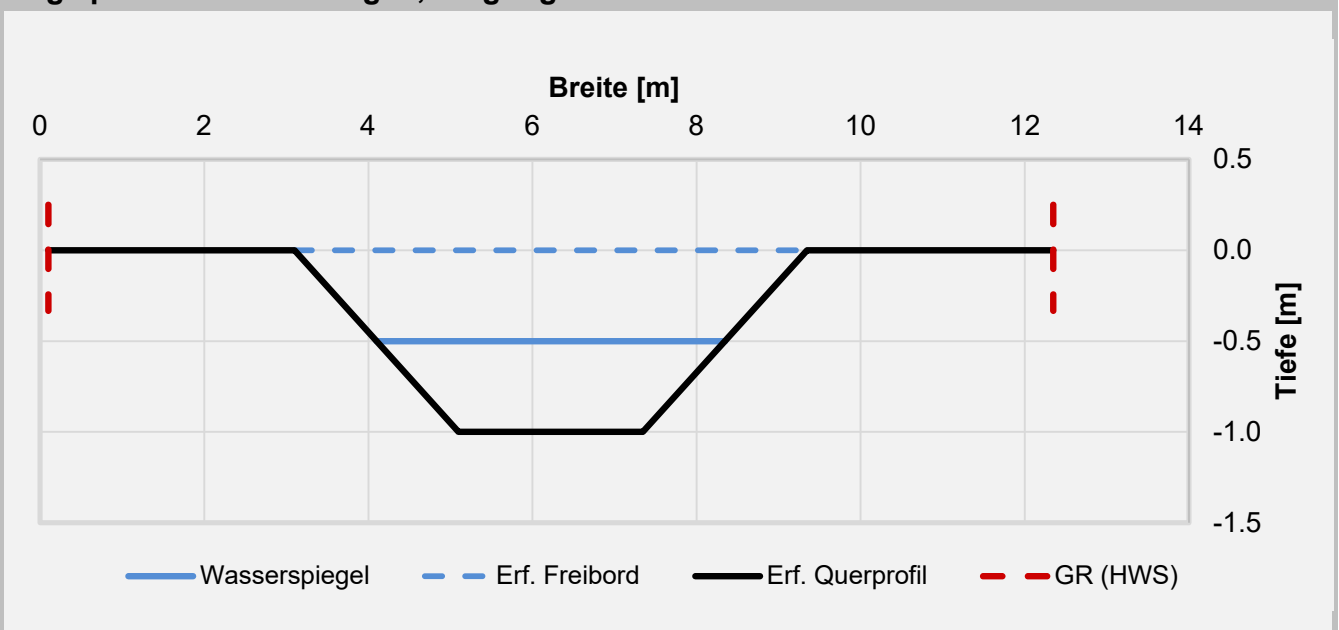 Breite [m]
0 2 4 6 8 10 12 14
0.5
0.0
-0.5
-1.0
-1.5
Tiefe [m]
Wasserspiegel Erf. Freibord Erf. Querprofil GR (HWS)